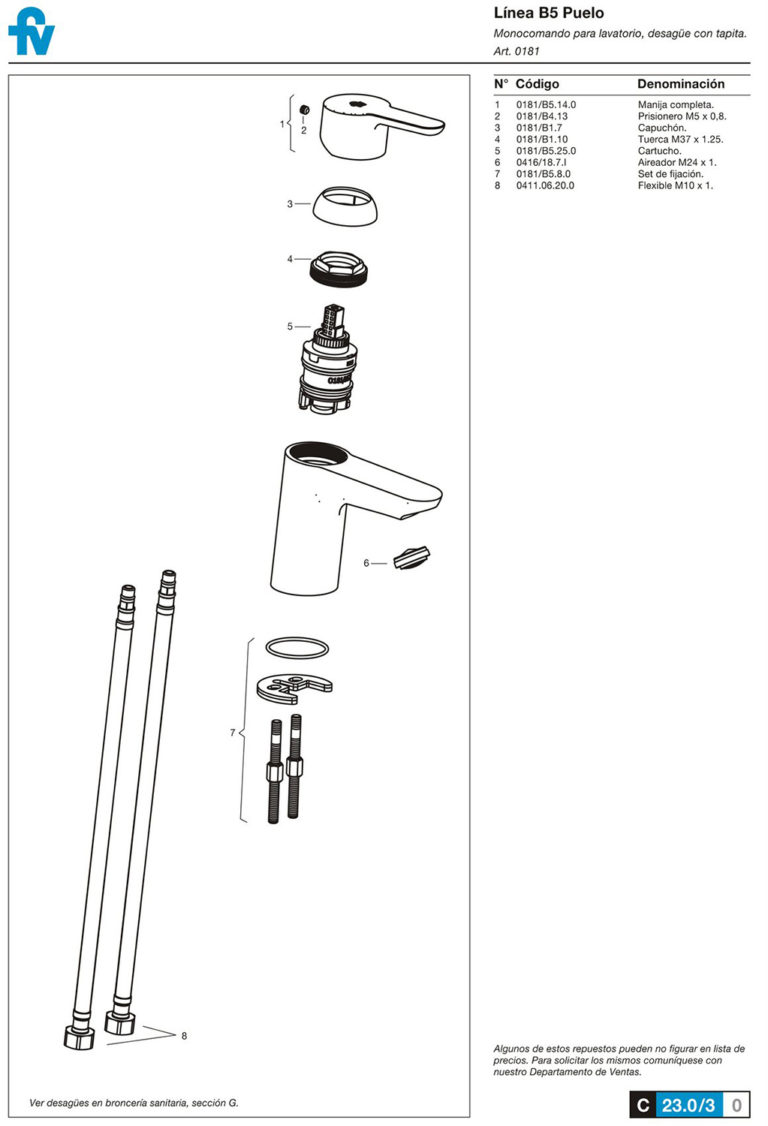 fv
Línea B5 Puelo
Monocomando para lavatorio, desagüe con tapita.
Art. 0181
N° Código Denominación
1 0181/B5.14.0 Manija completa.
2 0181/B4.13 Prisionero M5 x 0,8.
3 0181/B1.7 Capuchón.
4 0181/B1.10 Tuerca M37 x 1.25.
5 0181/B5.25.0 Cartucho.
6 0416/18.7.I Aireador M24 x 1.
7 0181/B5.8.0 Set de fijación.
8 0411.06.20.0 Flexible M10 x 1.
1
2
3
4
5
6
7
8
Algunos de estos repuestos pueden no figurar en lista de
precios. Para solicitar los mismos comuníquese con
nuestro Departamento de Ventas.
Ver desagües en broncería sanitaria, sección G.
C 23.0/3 0